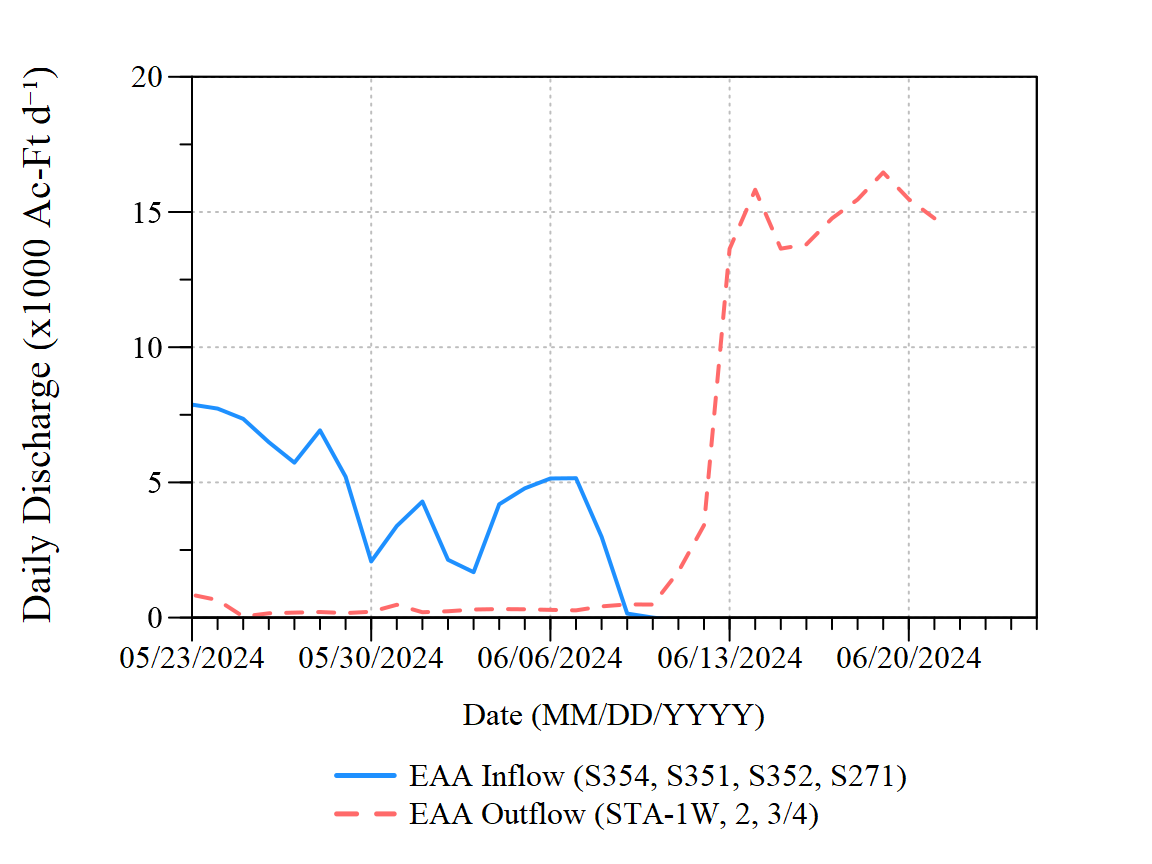 Daily Discharge (x1000 Ac-Ft d⁻¹)
20
15
10
5
0
05/23/2024 05/30/2024 06/06/2024 06/13/2024 06/20/2024
Date (MM/DD/YYYY)
EAA Inflow (S354, S351, S352, S271)
EAA Outflow (STA-1W, 2, 3/4)